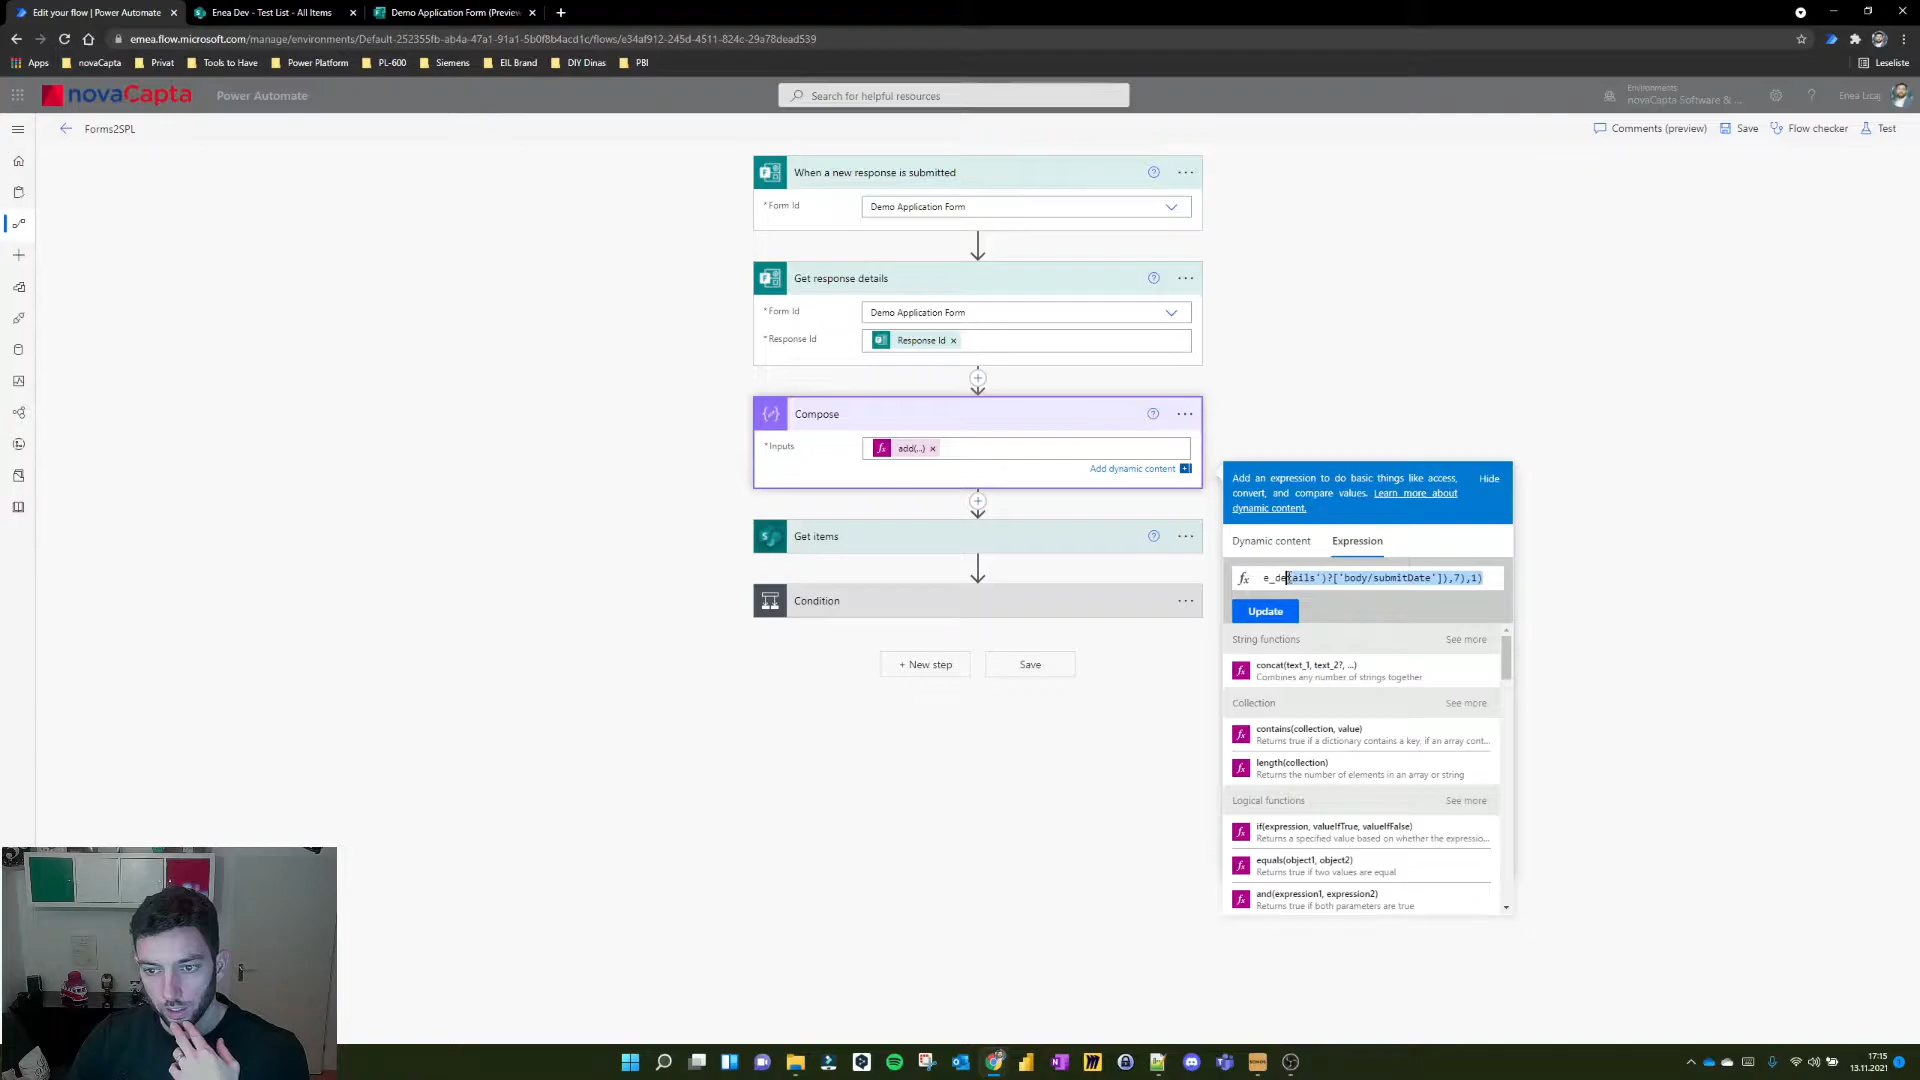 Edit your flow | Power Automate
Enea Dev - Test List - All Items
Demo Application Form (Preview
emea.flow.microsoft.com/manage/environments/Default-252355fb-ab4a-47a1-91a1-5b0f8b4acd1c/flows/e34af912-245d-4511-824c-29a78dead539
Apps
novaCapta
Privat
Tools to Have
Power Platform
PL-600
Siemens
EIL Brand
DIY Dinas
PBI
Leseliste
novaCapta
Power Automate
Search for helpful resources
Environments
novaCapta Software & ...
Enea Licaj
Forms2SPL
Comments (preview)
Save
Flow checker
Test
When a new response is submitted
*Form Id
Demo Application Form
Get response details
*Form Id
Demo Application Form
*Response Id
Response Id
Compose
*Inputs
add(...)
Add dynamic content
Get items
Condition
+ New step
Save
Add an expression to do basic things like access,
convert, and compare values. Learn more about
dynamic content.
Hide
Dynamic content
Expression
fx
e_details')?['body/submitDate']),7),1)
Update
String functions
See more
concat(text_1, text_2?, ...)
Combines any number of strings together
Collection
See more
contains(collection, value)
Returns true if a dictionary contains a key, if an array cont...
length(collection)
Returns the number of elements in an array or string
Logical functions
See more
if(expression, valueIfTrue, valueIfFalse)
Returns a specified value based on whether the expressio...
equals(object1, object2)
Returns true if two values are equal
and(expression1, expression2)
Returns true if both parameters are true
17:15
13.11.2021